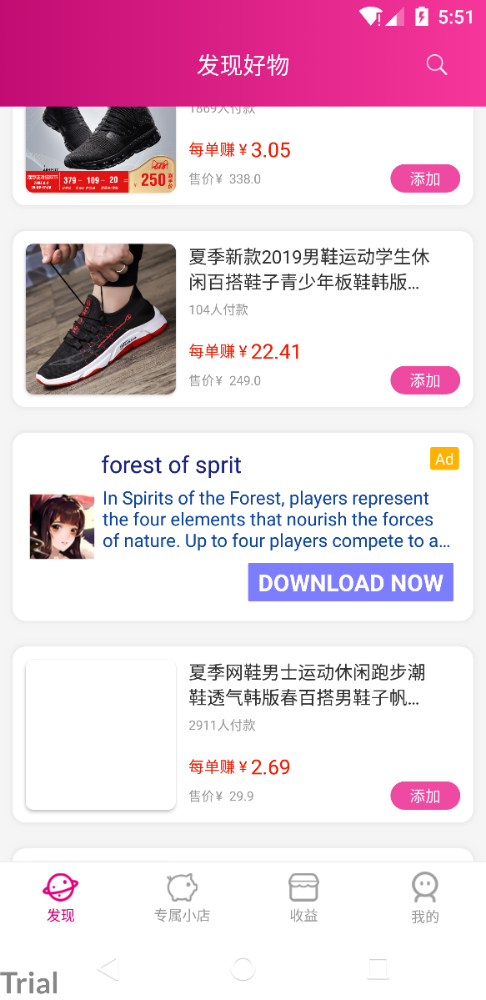 5:51
发现好物
1869人付款
379 - 109 - 20 =
250
每单赚 ¥ 3.05
售价¥ 338.0
添加
夏季新款2019男鞋运动学生休
闲百搭鞋子青少年板鞋韩版...
104人付款
每单赚 ¥ 22.41
售价¥ 249.0
添加
forest of sprit
Ad
In Spirits of the Forest, players represent
the four elements that nourish the forces
of nature. Up to four players compete to a...
DOWNLOAD NOW
夏季网鞋男士运动休闲跑步潮
鞋透气韩版春百搭男鞋子帆...
2911人付款
每单赚 ¥ 2.69
售价¥ 29.9
添加
发现
专属小店
收益
我的
Trial